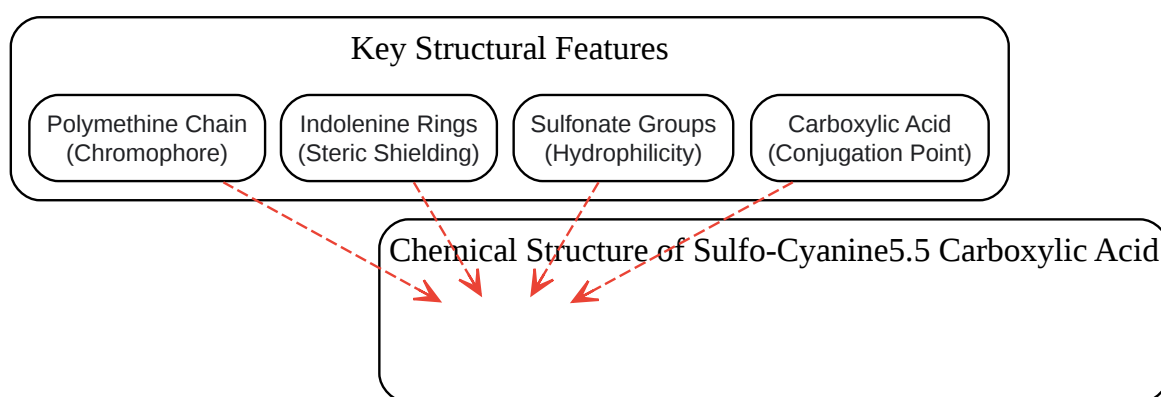 Key Structural Features
Polymethine Chain
(Chromophore)
Indolenine Rings
(Steric Shielding)
Sulfonate Groups
(Hydrophilicity)
Carboxylic Acid
(Conjugation Point)
Chemical Structure of Sulfo-Cyanine5.5 Carboxylic Acid